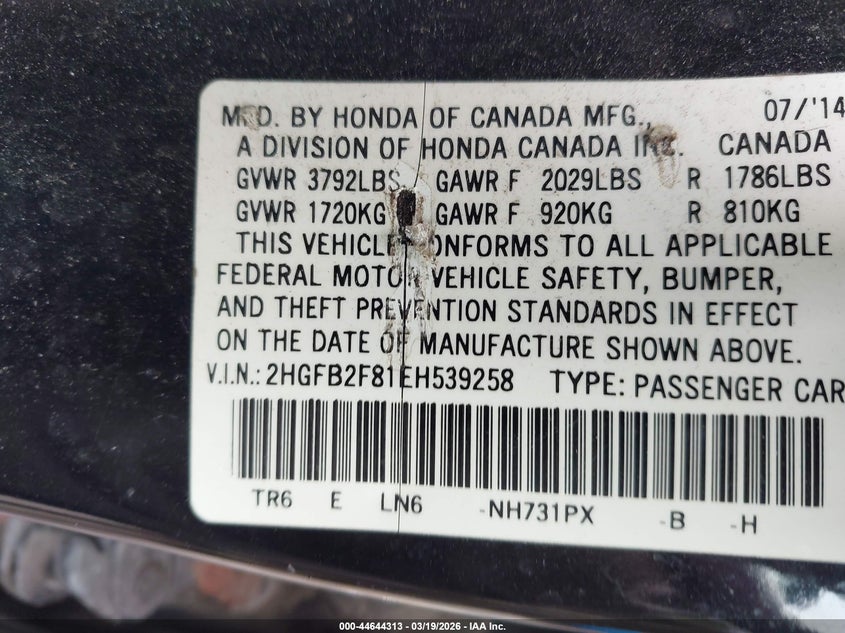 MFD. BY HONDA OF CANADA MFG., 07/'14
A DIVISION OF HONDA CANADA INC. CANADA
GVWR 3792LBS GAWR F 2029LBS R 1786LBS
GVWR 1720KG GAWR F 920KG R 810KG
THIS VEHICLE CONFORMS TO ALL APPLICABLE
FEDERAL MOTOR VEHICLE SAFETY, BUMPER,
AND THEFT PREVENTION STANDARDS IN EFFECT
ON THE DATE OF MANUFACTURE SHOWN ABOVE.
V.I.N.: 2HGFB2F81EH539258 TYPE: PASSENGER CAR
TR6 E LN6 -NH731PX -B -H
000-44644313 - 03/19/2026 - IAA Inc.